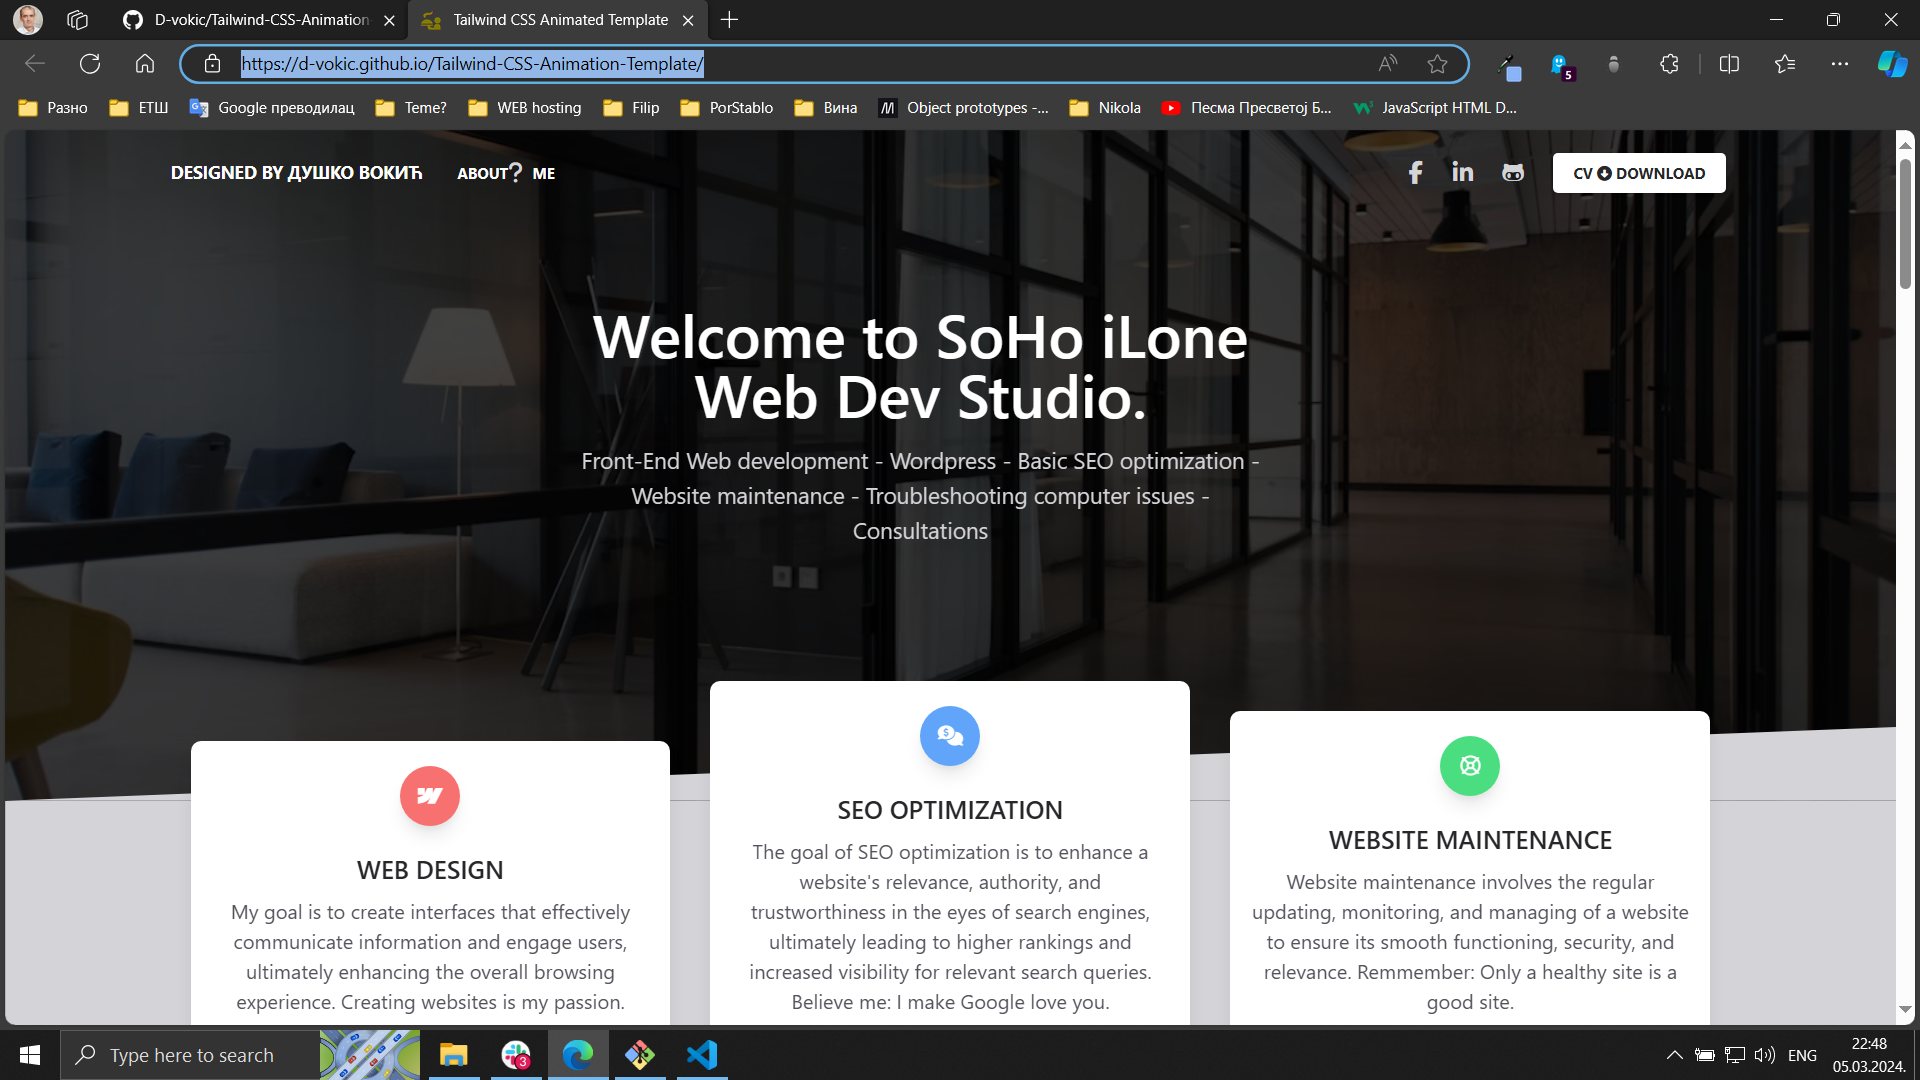 D-vokic/Tailwind-CSS-Animation-
Tailwind CSS Animated Template
https://d-vokic.github.io/Tailwind-CSS-Animation-Template/
5
Разно
ЕТШ
Google преводилац
Teme?
WEB hosting
Filip
PorStablo
Вина
Object prototypes -...
Nikola
Песма Пресветој Б...
JavaScript HTML D...
DESIGNED BY ДУШКО ВОКИЋ
ABOUT? ME
CV DOWNLOAD
Welcome to SoHo iLone
Web Dev Studio.
Front-End Web development - Wordpress - Basic SEO optimization -
Website maintenance - Troubleshooting computer issues -
Consultations
WEB DESIGN
My goal is to create interfaces that effectively
communicate information and engage users,
ultimately enhancing the overall browsing
experience. Creating websites is my passion.
SEO OPTIMIZATION
The goal of SEO optimization is to enhance a
website's relevance, authority, and
trustworthiness in the eyes of search engines,
ultimately leading to higher rankings and
increased visibility for relevant search queries.
Believe me: I make Google love you.
WEBSITE MAINTENANCE
Website maintenance involves the regular
updating, monitoring, and managing of a website
to ensure its smooth functioning, security, and
relevance. Remmember: Only a healthy site is a
good site.
Type here to search
3
ENG
22:48
05.03.2024.